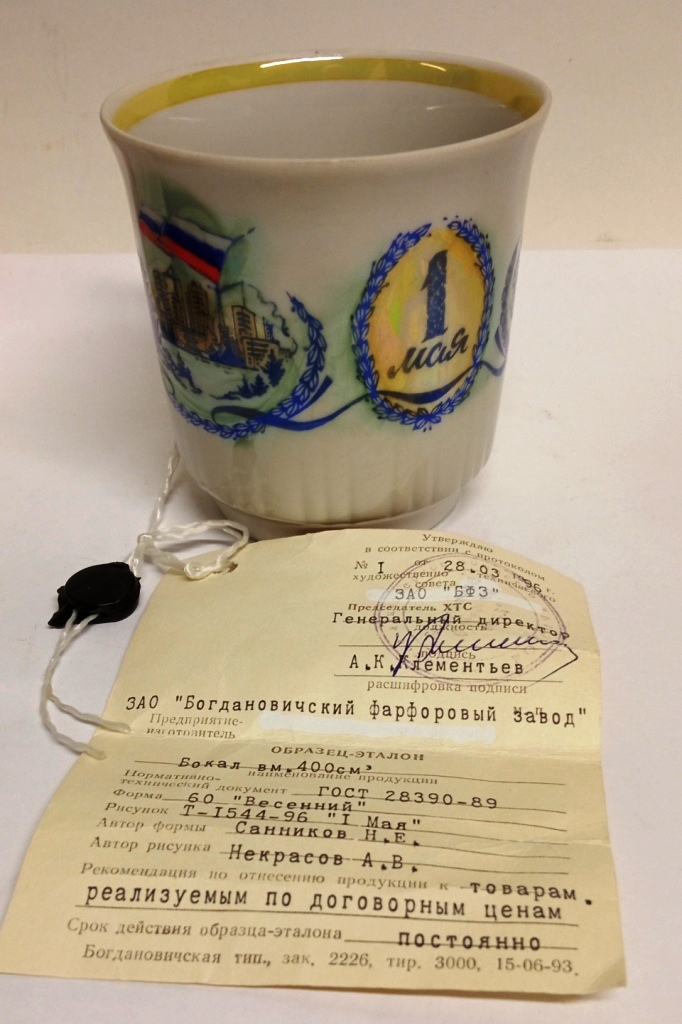 1
мая
Утверждаю
в соответствии с протоколом
№ I от 28.03 1996 г.
художественно технического
совета
ЗАО "БФЗ"
Председатель ХТС
Генеральный директор
должность
подпись
А.К.Клементьев
расшифровка подписи
ЗАО "Богдановичский фарфоровый завод"
Предприятие-
изготовитель
ОБРАЗЕЦ-ЭТАЛОН
Бокал вм.400см³
наименование продукции
Нормативно-
технический документ ГОСТ 28390-89
Форма 60 "Весенний"
Рисунок Т-I544-96 "I Мая"
Автор формы Санников Н.Е.
Автор рисунка Некрасов А.В.
Рекомендация по отнесению продукции к товарам.
реализуемым по договорным ценам
Срок действия образца-эталона постоянно
Богдановичская тип., зак. 2226, тир. 3000, 15-06-93.